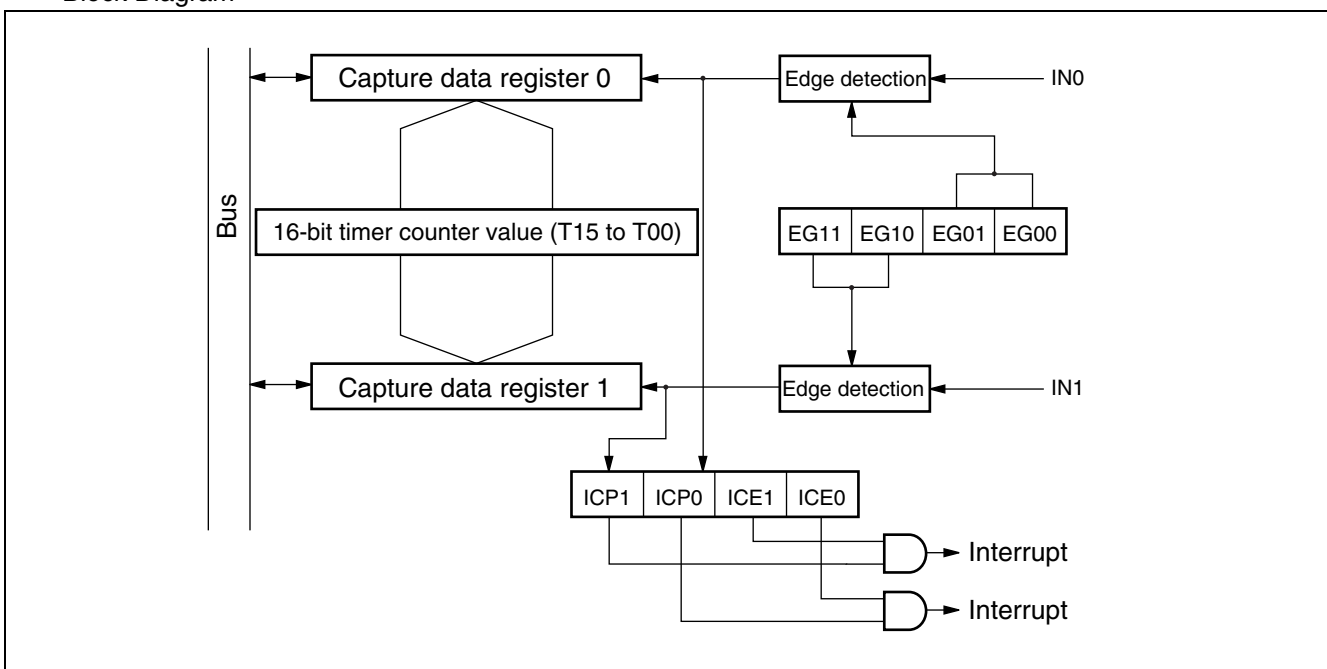 Block Diagram
Capture data register 0
Edge detection
IN0
Bus
16-bit timer counter value (T15 to T00)
EG11 EG10 EG01 EG00
Capture data register 1
Edge detection
IN1
ICP1 ICP0 ICE1 ICE0
Interrupt
Interrupt